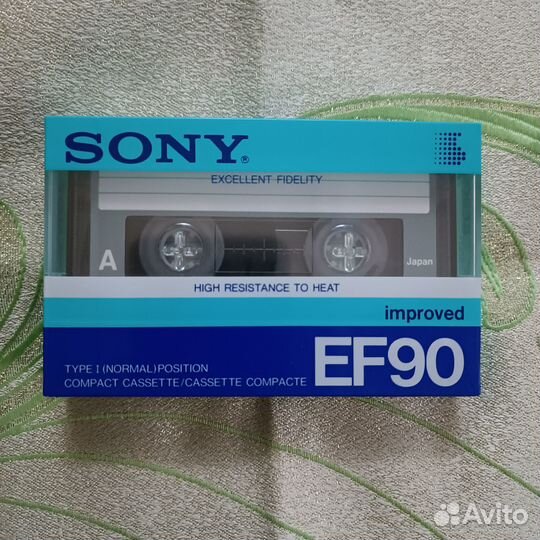 SONY®
EXCELLENT FIDELITY
A
Japan
HIGH RESISTANCE TO HEAT
improved
TYPE I (NORMAL) POSITION
COMPACT CASSETTE/CASSETTE COMPACTE
EF90
Avito